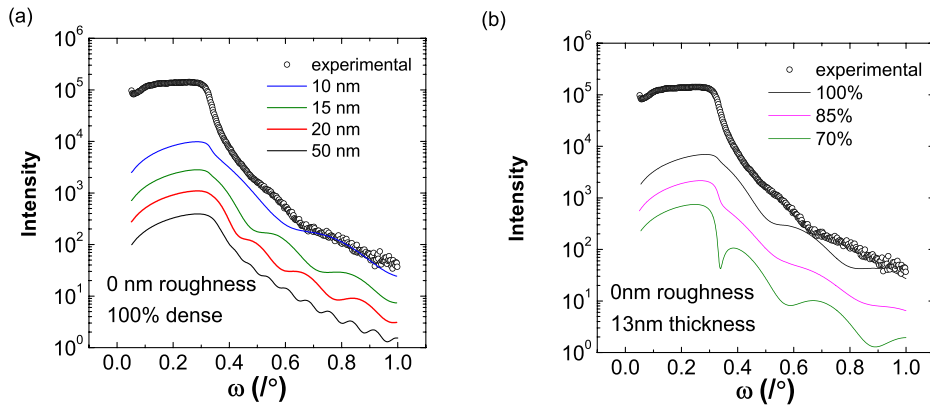 (a)
10^6
10^5
10^4
10^3
10^2
10^1
10^0
Intensity
experimental
10 nm
15 nm
20 nm
50 nm
0 nm roughness
100% dense
0.0 0.2 0.4 0.6 0.8 1.0
ω (/°)
(b)
10^6
10^5
10^4
10^3
10^2
10^1
10^0
Intensity
experimental
100%
85%
70%
0nm roughness
13nm thickness
0.0 0.2 0.4 0.6 0.8 1.0
ω (/°)